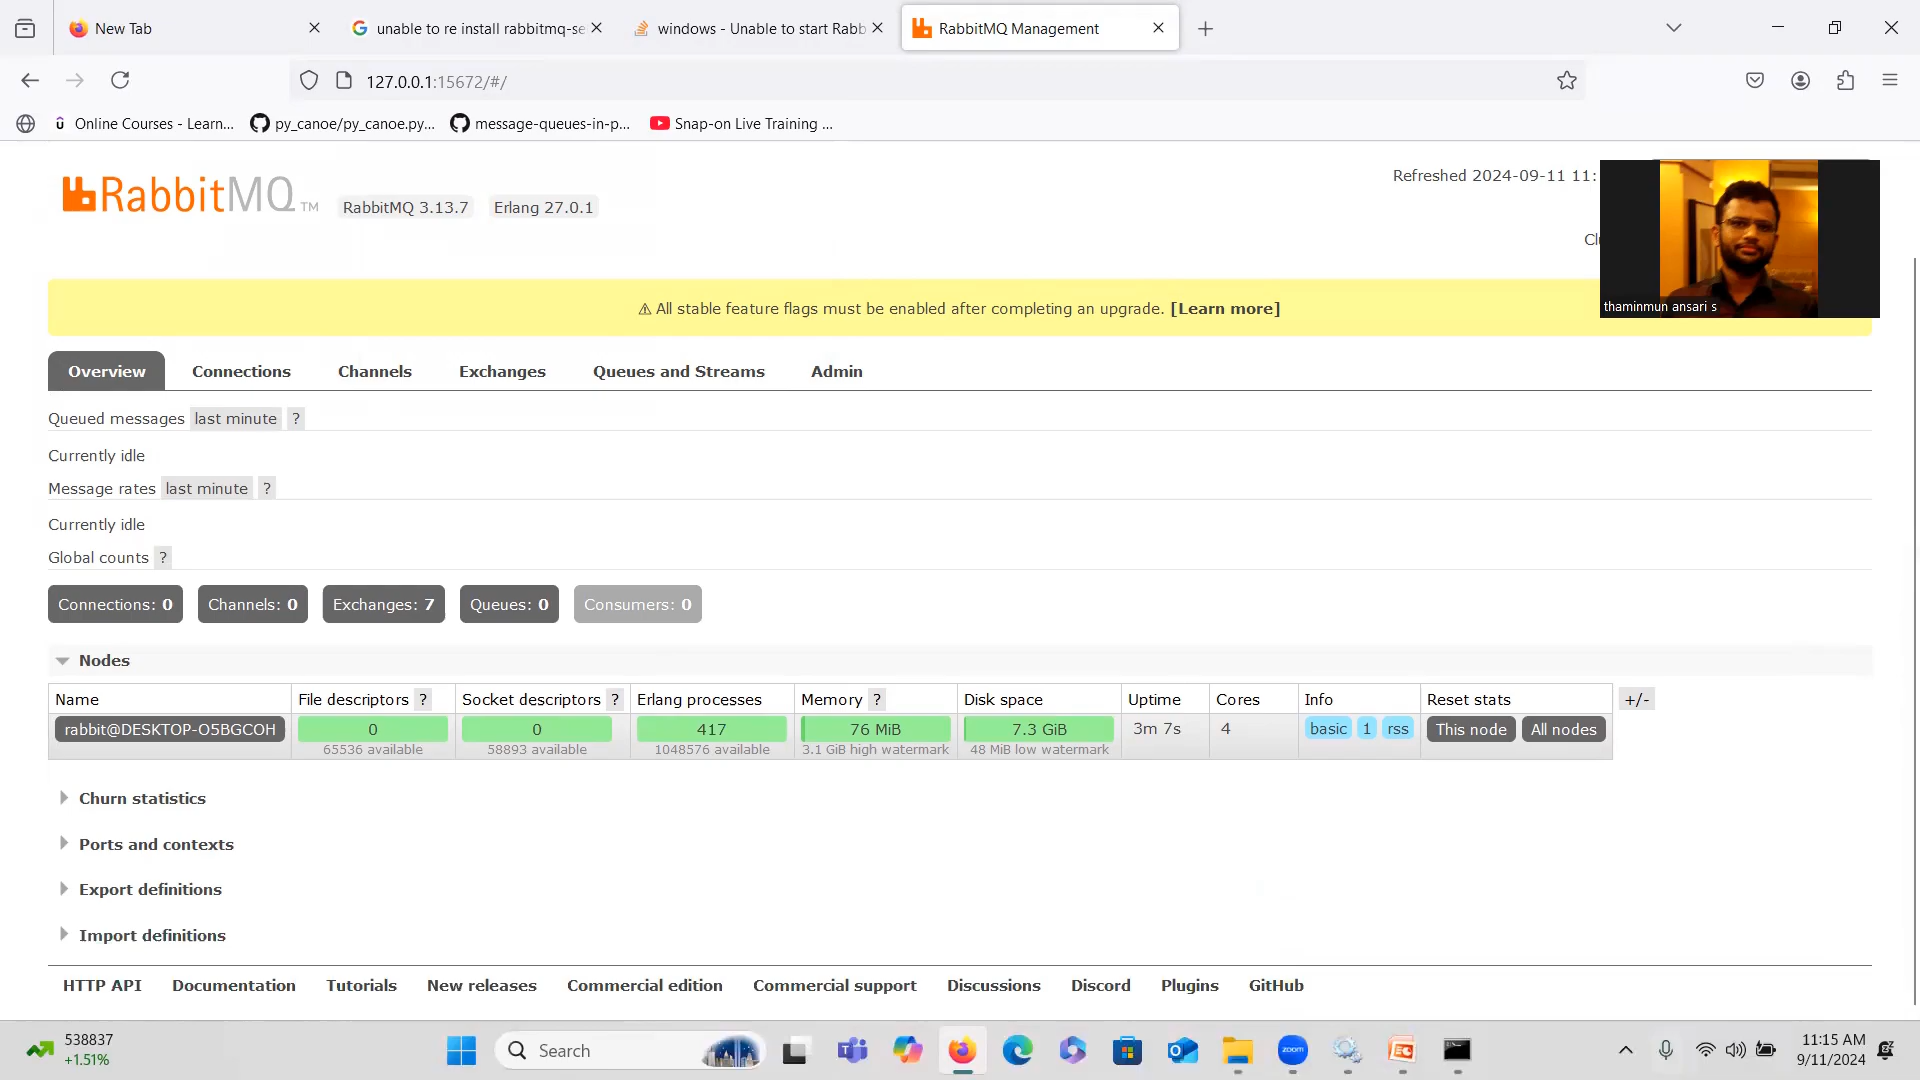 New Tab
unable to re install rabbitmq-se
windows - Unable to start Rabb
RabbitMQ Management
127.0.0.1:15672/#/
Online Courses - Learn...
py_canoe/py_canoe.py...
message-queues-in-p...
Snap-on Live Training ...
RabbitMQ TM
RabbitMQ 3.13.7
Erlang 27.0.1
Refreshed 2024-09-11 11:
thaminmun ansari s
⚠ All stable feature flags must be enabled after completing an upgrade. [Learn more]
Overview
Connections
Channels
Exchanges
Queues and Streams
Admin
Queued messages last minute ?
Currently idle
Message rates last minute ?
Currently idle
Global counts ?
Connections: 0
Channels: 0
Exchanges: 7
Queues: 0
Consumers: 0
Nodes
Name
File descriptors ?
Socket descriptors ?
Erlang processes
Memory ?
Disk space
Uptime
Cores
Info
Reset stats
+/-
rabbit@DESKTOP-O5BGCOH
0
65536 available
0
58893 available
417
1048576 available
76 MiB
3.1 GiB high watermark
7.3 GiB
48 MiB low watermark
3m 7s
4
basic 1 rss
This node
All nodes
Churn statistics
Ports and contexts
Export definitions
Import definitions
HTTP API
Documentation
Tutorials
New releases
Commercial edition
Commercial support
Discussions
Discord
Plugins
GitHub
538837
+1.51%
Search
zoom
11:15 AM
9/11/2024